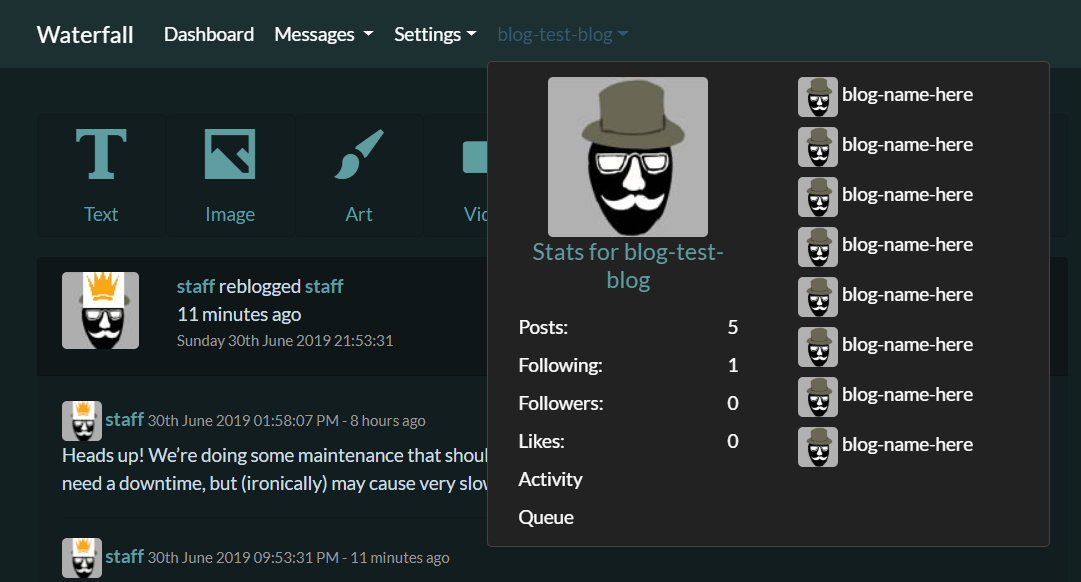 Waterfall Dashboard Messages Settings blog-test-blog
Text Image Art
staff reblogged staff
11 minutes ago
Sunday 30th June 2019 21:53:31
staff 30th June 2019 01:58:07 PM - 8 hours ago
Heads up! We're doing some maintenance that
need a downtime, but (ironically) may cause very
staff 30th June 2019 09:53:31 PM - 11 minutes ago
Stats for blog-test-
blog
Posts: 5
Following: 1
Followers: 0
Likes: 0
Activity
Queue
blog-name-here
blog-name-here
blog-name-here
blog-name-here
blog-name-here
blog-name-here
blog-name-here
blog-name-here